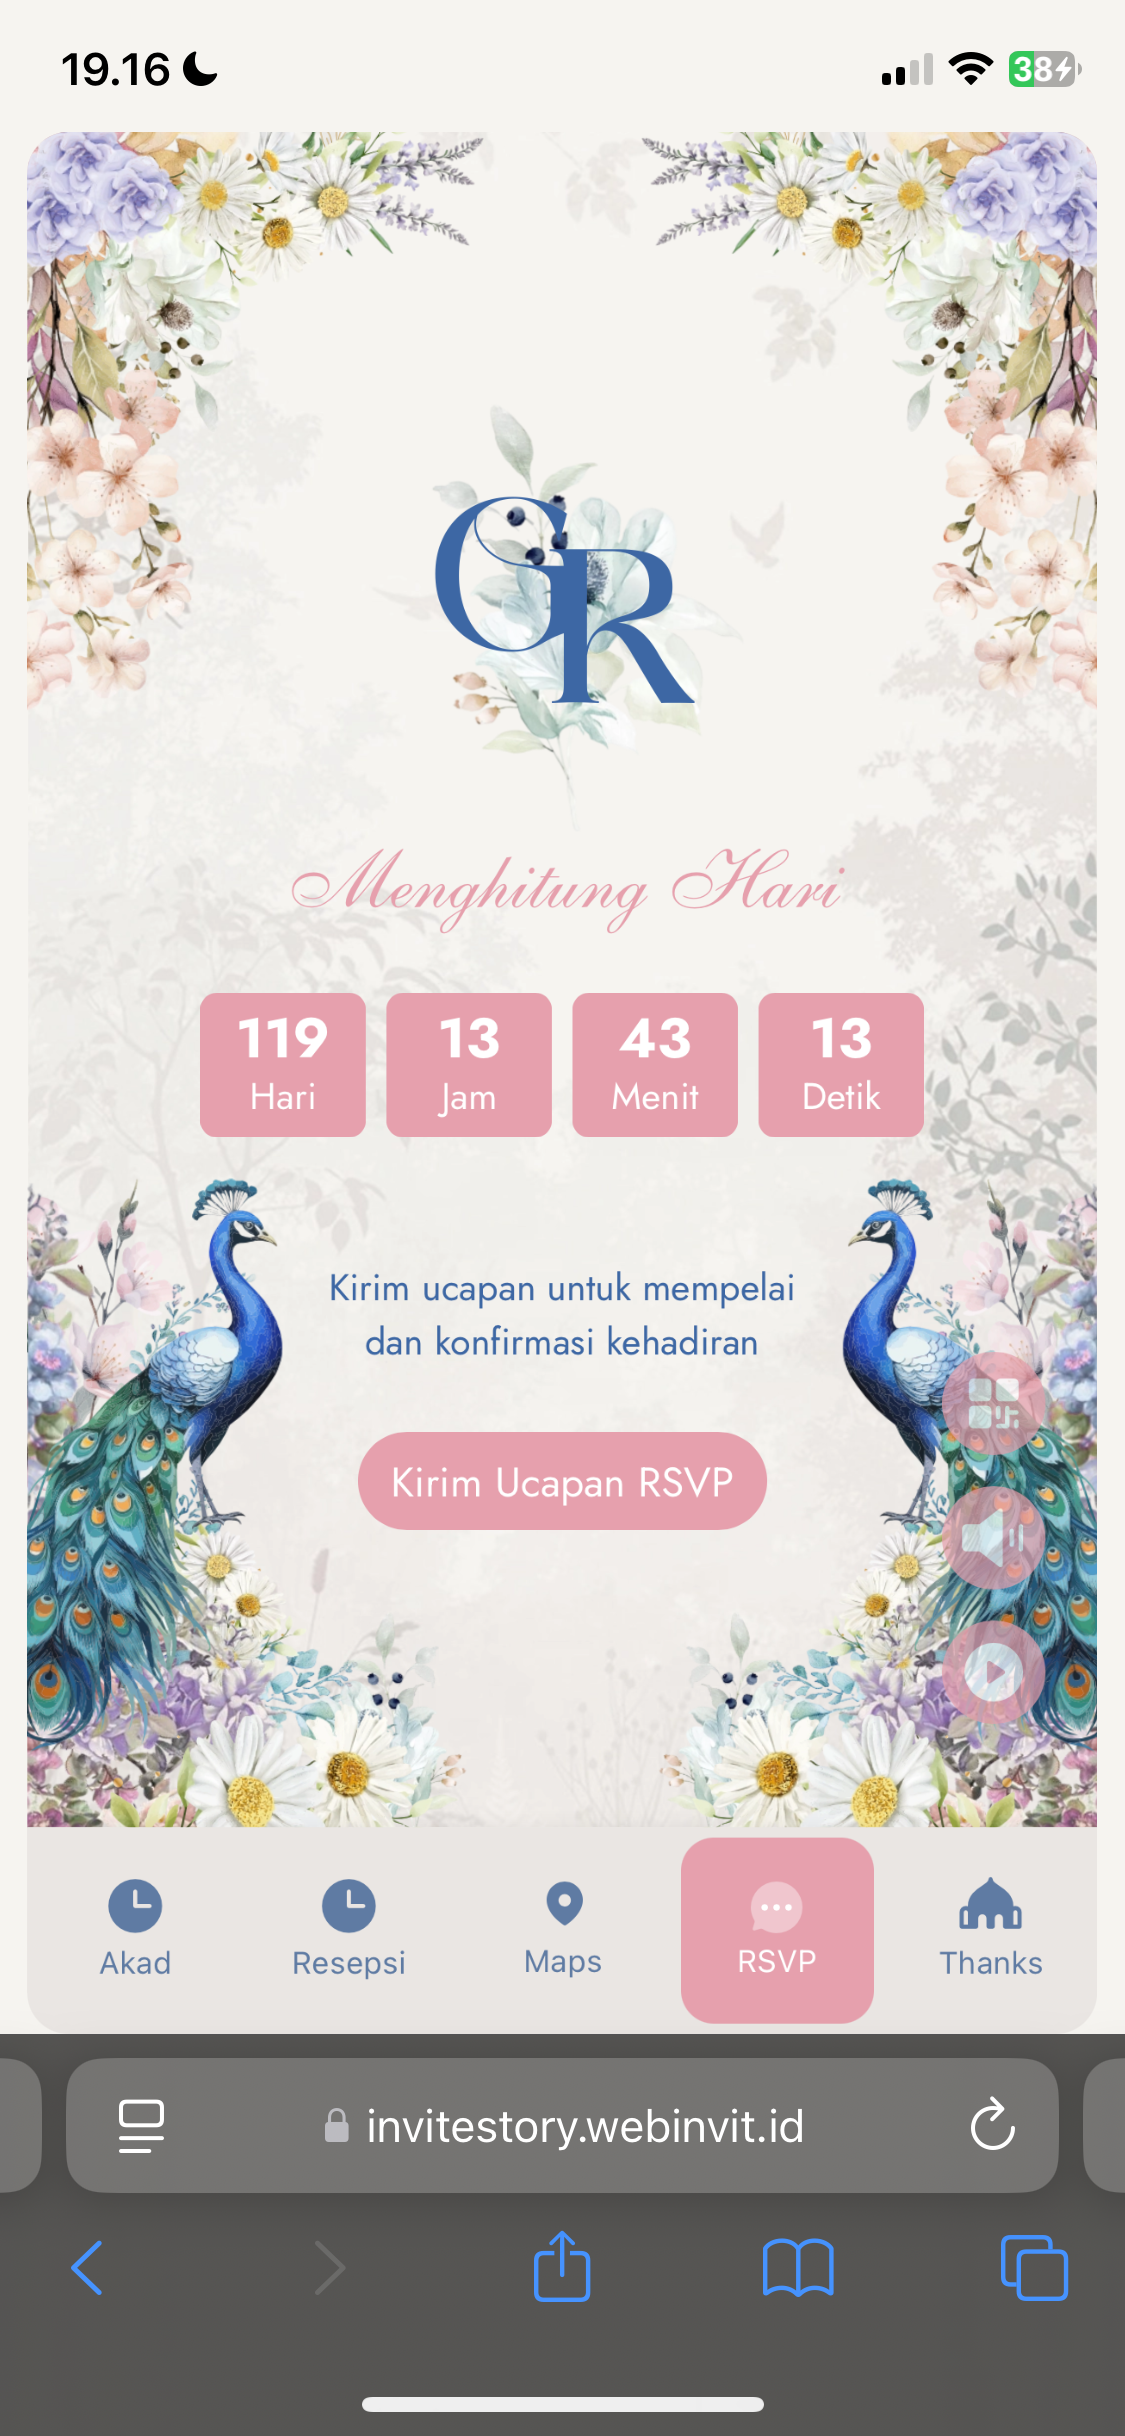 19.16
38
GR
Menghitung Hari
119
Hari
13
Jam
43
Menit
13
Detik
Kirim ucapan untuk mempelai
dan konfirmasi kehadiran
Kirim Ucapan RSVP
Akad
Resepsi
Maps
RSVP
Thanks
invitestory.webinvit.id